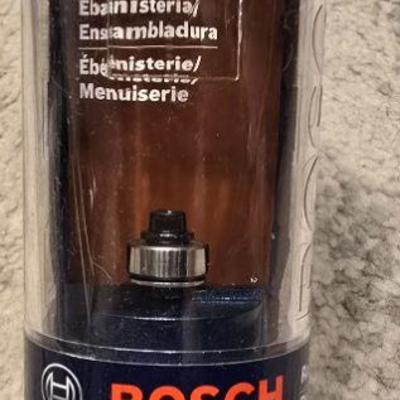 Ebanistería/
Ensambladura
Ébénisterie/
Menuiserie
BOSCH